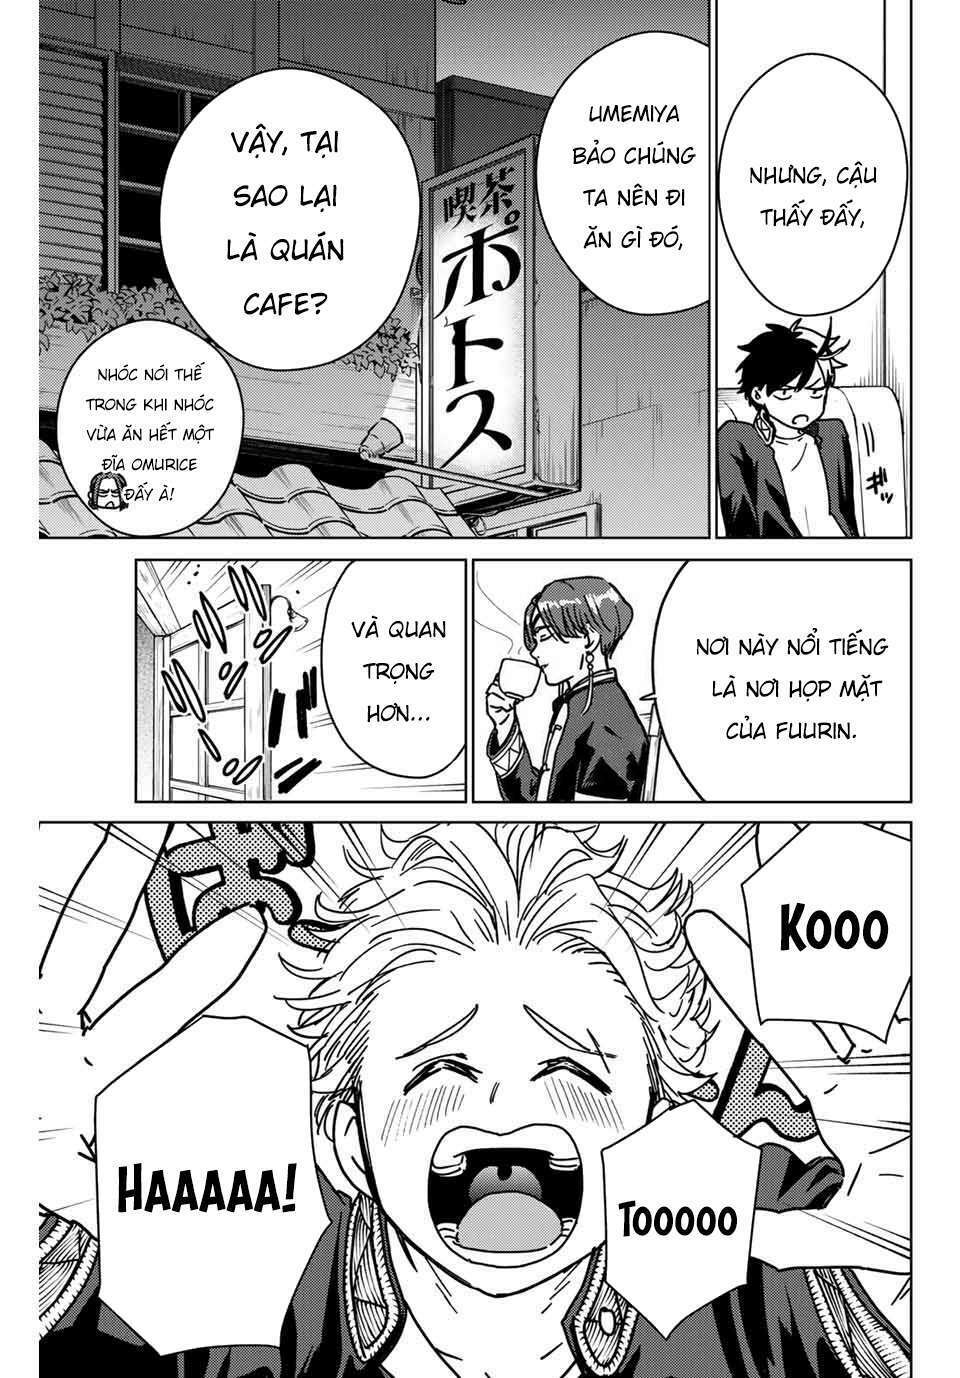 NHƯNG, CẬU
THẤY ĐẤY,
UMEMIYA
BẢO CHÚNG
TA NÊN ĐI
ĂN GÌ ĐÓ,
VẬY, TẠI
SAO LẠI
LÀ QUÁN
CAFE?
喫茶
ポトス
NHÓC NÓI THẾ
TRONG KHI NHÓC
VỪA ĂN HẾT MỘT
ĐĨA OMURICE
ĐẤY À!
NƠI NÀY NỔI TIẾNG
LÀ NƠI HỌP MẶT
CỦA FUURIN.
VÀ QUAN
TRỌNG
HƠN...
KOOO
TOOOOO
HAAAAA!